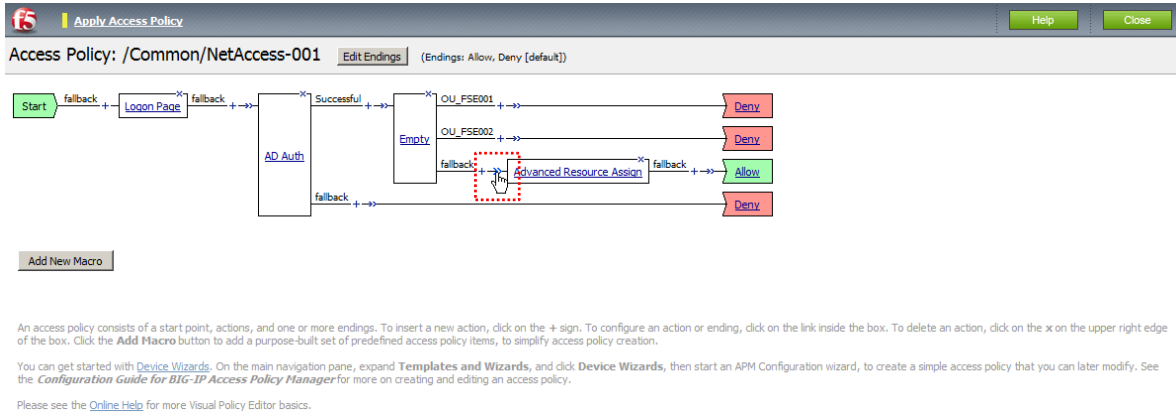 f5 Apply Access Policy Help Close
Access Policy: /Common/NetAccess-001 Edit Endings (Endings: Allow, Deny [default])
Start fallback + Logon Page × fallback + AD Auth × Successful + Empty × OU_FSE001 + Deny
OU_FSE002 + Deny
fallback + Advanced Resource Assign × fallback + Allow
fallback + Deny
Add New Macro
An access policy consists of a start point, actions, and one or more endings. To insert a new action, click on the + sign. To configure an action or ending, click on the link inside the box. To delete an action, click on the x on the upper right edge
of the box. Click the Add Macro button to add a purpose-built set of predefined access policy items, to simplify access policy creation.
You can get started with Device Wizards. On the main navigation pane, expand Templates and Wizards, and click Device Wizards, then start an APM Configuration wizard, to create a simple access policy that you can later modify. See
the Configuration Guide for BIG-IP Access Policy Manager for more on creating and editing an access policy.
Please see the Online Help for more Visual Policy Editor basics.